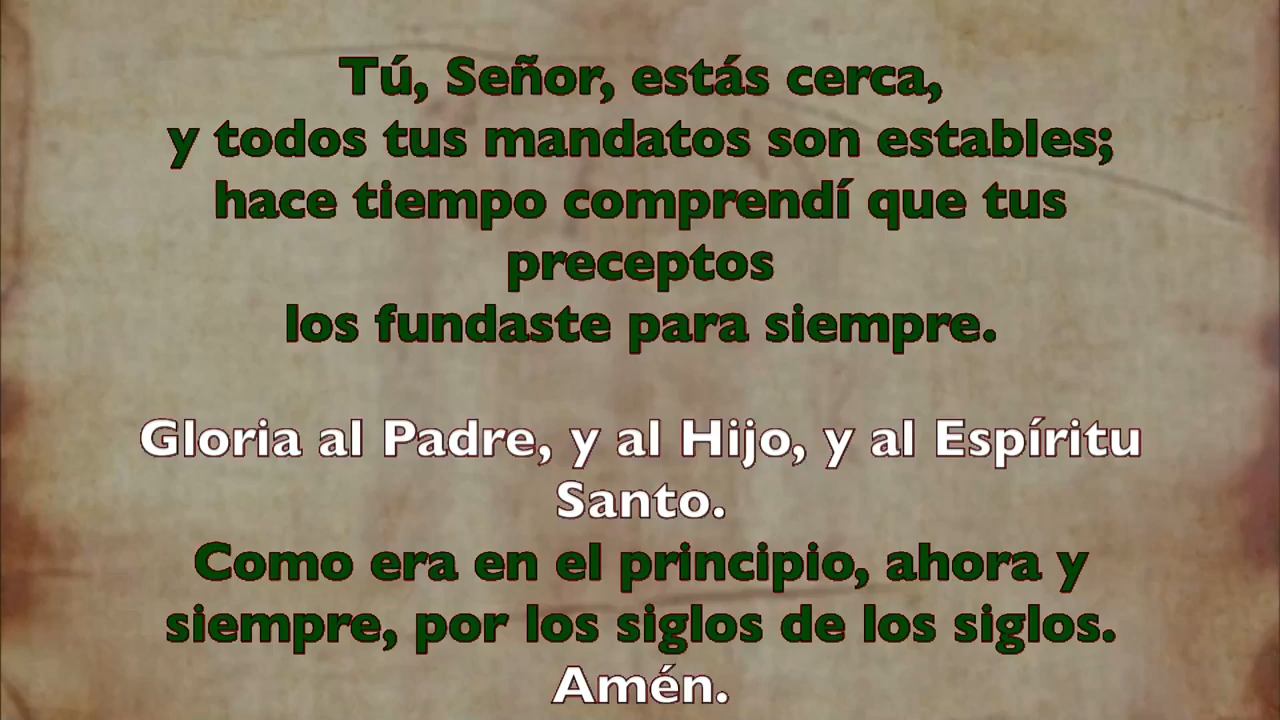 Tú, Señor, estás cerca,
y todos tus mandatos son estables;
hace tiempo comprendí que tus
preceptos
los fundaste para siempre.
Gloria al Padre, y al Hijo, y al Espíritu
Santo.
Como era en el principio, ahora y
siempre, por los siglos de los siglos.
Amén.